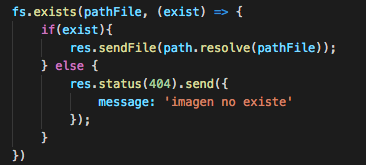 fs.exists(pathFile, (exist) => {
    if(exist){
        res.sendFile(path.resolve(pathFile));
    } else {
        res.status(404).send({
            message: 'imagen no existe'
        });
    }
})